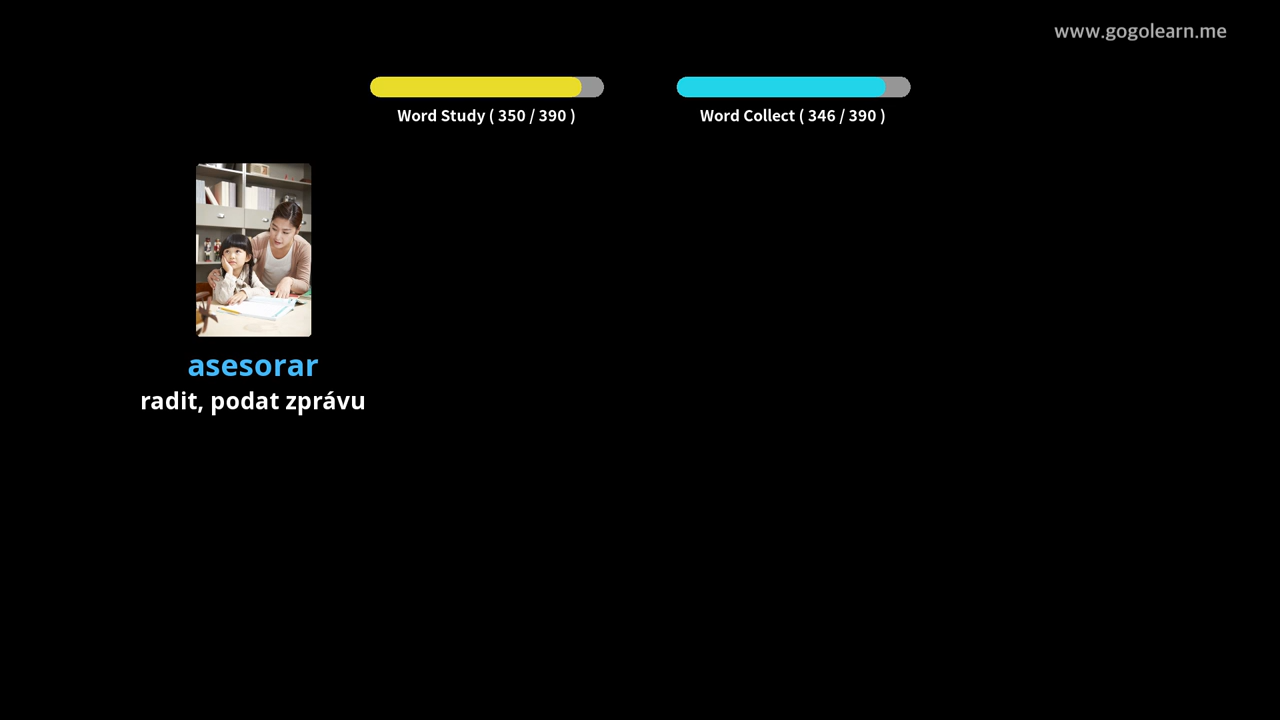 www.gogolearn.me
Word Study ( 350 / 390 )
Word Collect ( 346 / 390 )
asesorar
radit, podat zprávu